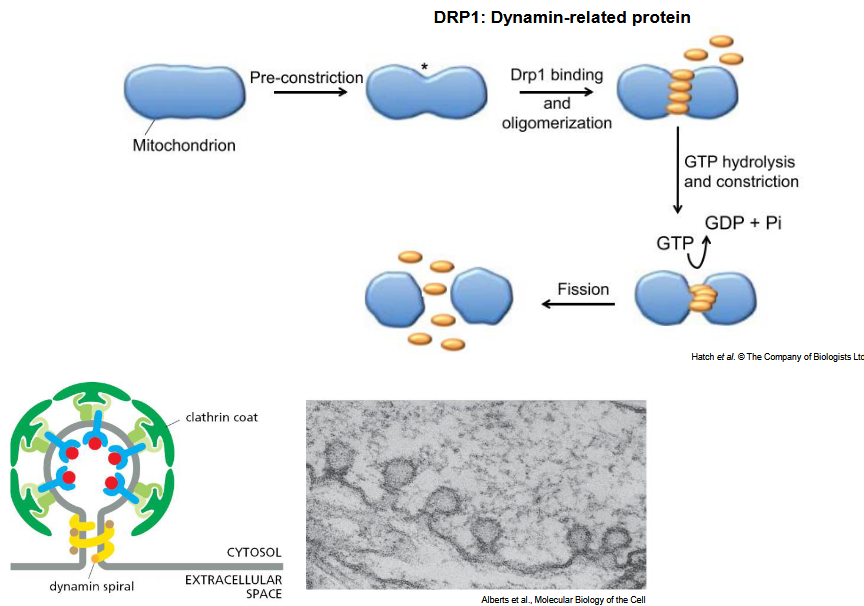 DRP1: Dynamin-related protein
Pre-constriction
*
Drp1 binding
and
oligomerization
Mitochondrion
GTP hydrolysis
and constriction
GDP + Pi
GTP
Fission
Hatch et al. © The Company of Biologists Ltd
clathrin coat
CYTOSOL
EXTRACELLULAR
SPACE
dynamin spiral
Alberts et al., Molecular Biology of the Cell